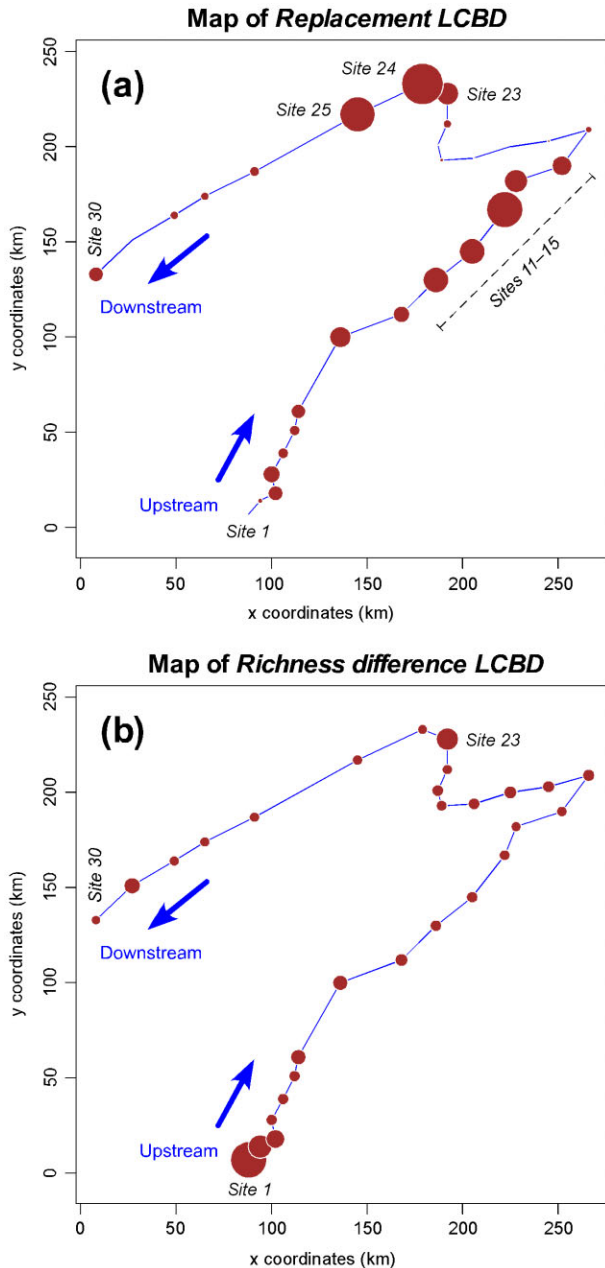 Map of Replacement LCBD
(a)
250
200
150
100
50
0
y coordinates (km)
Site 24
Site 23
Site 25
Site 30
Downstream
Sites 11–15
Upstream
Site 1
0
50
100
150
200
250
x coordinates (km)
Map of Richness difference LCBD
(b)
250
200
150
100
50
0
y coordinates (km)
Site 23
Site 30
Downstream
Upstream
Site 1
0
50
100
150
200
250
x coordinates (km)